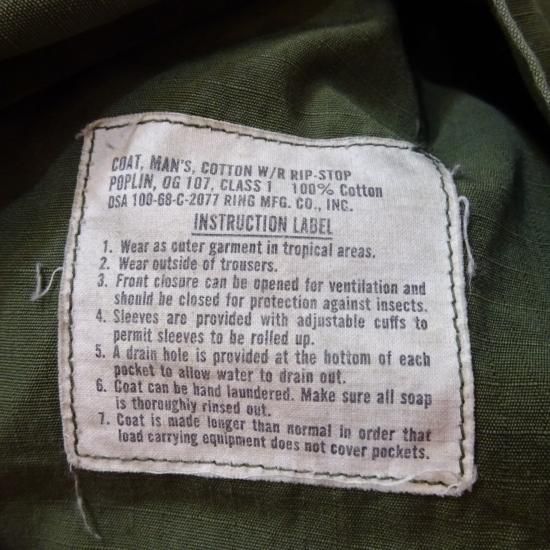 COAT, MAN'S, COTTON W/R RIP-STOP
POPLIN, OG 107, CLASS 1 100% Cotton
DSA 100-68-C-2077 RING MFG. CO., INC.
INSTRUCTION LABEL
1. Wear as outer garment in tropical areas.
2. Wear outside of trousers.
3. Front closure can be opened for ventilation and
should be closed for protection against insects.
4. Sleeves are provided with adjustable cuffs to
permit sleeves to be rolled up.
5. A drain hole is provided at the bottom of each
pocket to allow water to drain out.
6. Coat can be hand laundered. Make sure all soap
is thoroughly rinsed out.
7. Coat is made longer than normal in order that
load carrying equipment does not cover pockets.